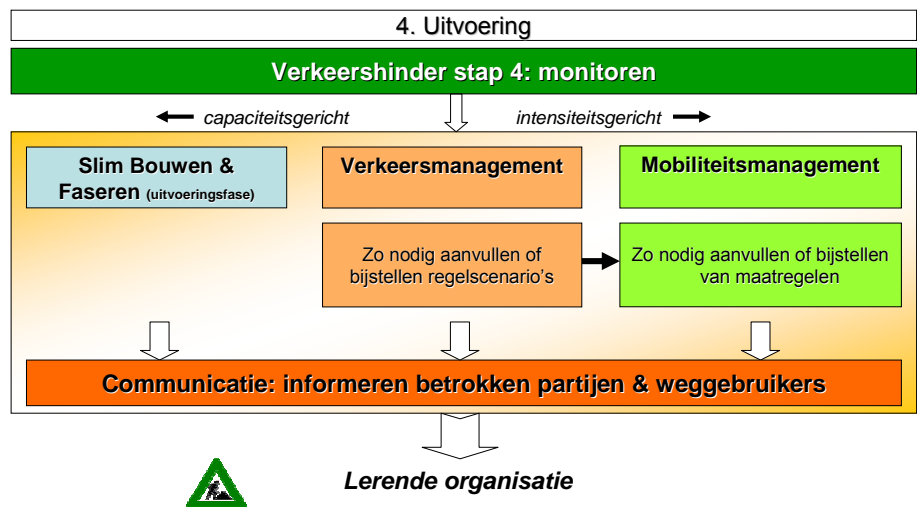 4. Uitvoering
Verkeershinder stap 4: monitoren
capaciteitsgericht
intensiteitsgericht
Slim Bouwen &
Faseren (uitvoeringsfase)
Verkeersmanagement
Mobiliteitsmanagement
Zo nodig aanvullen of
bijstellen regelscenario's
Zo nodig aanvullen of bijstellen
van maatregelen
Communicatie: informeren betrokken partijen & weggebruikers
Lerende organisatie